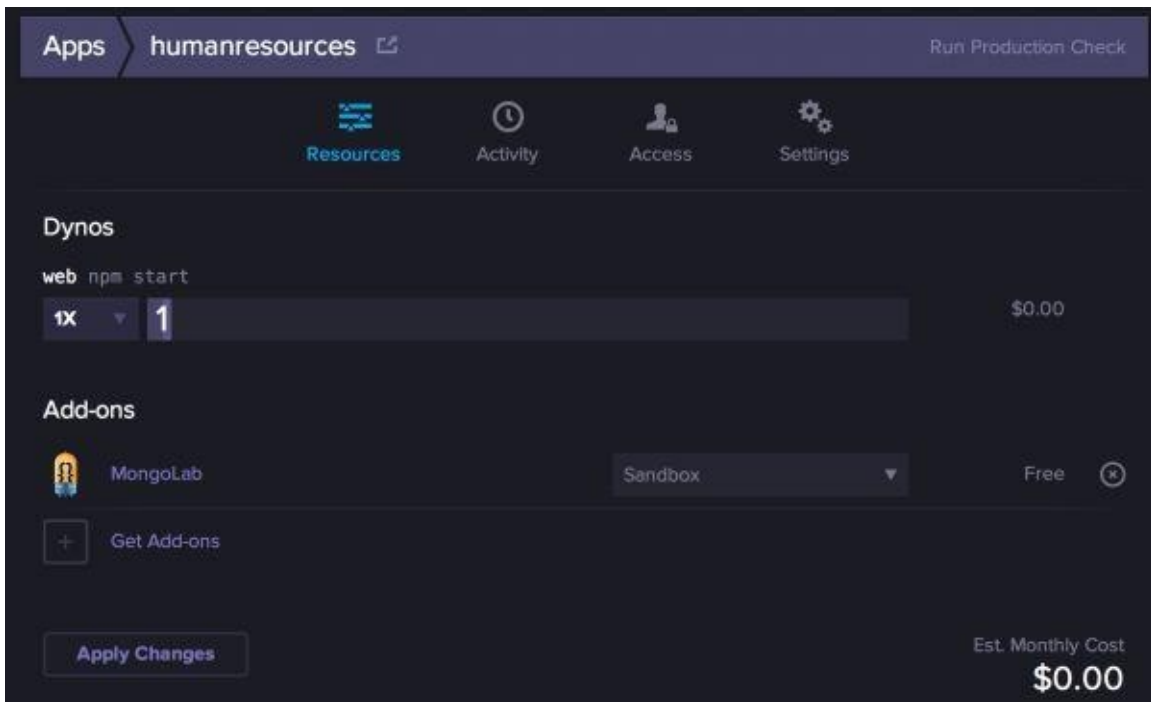 Apps humanresources Run Production Check
Resources Activity Access Settings
Dynos
web npm start
1X 1 $0.00
Add-ons
MongoLab Sandbox Free
Get Add-ons
Apply Changes
Est. Monthly Cost
$0.00